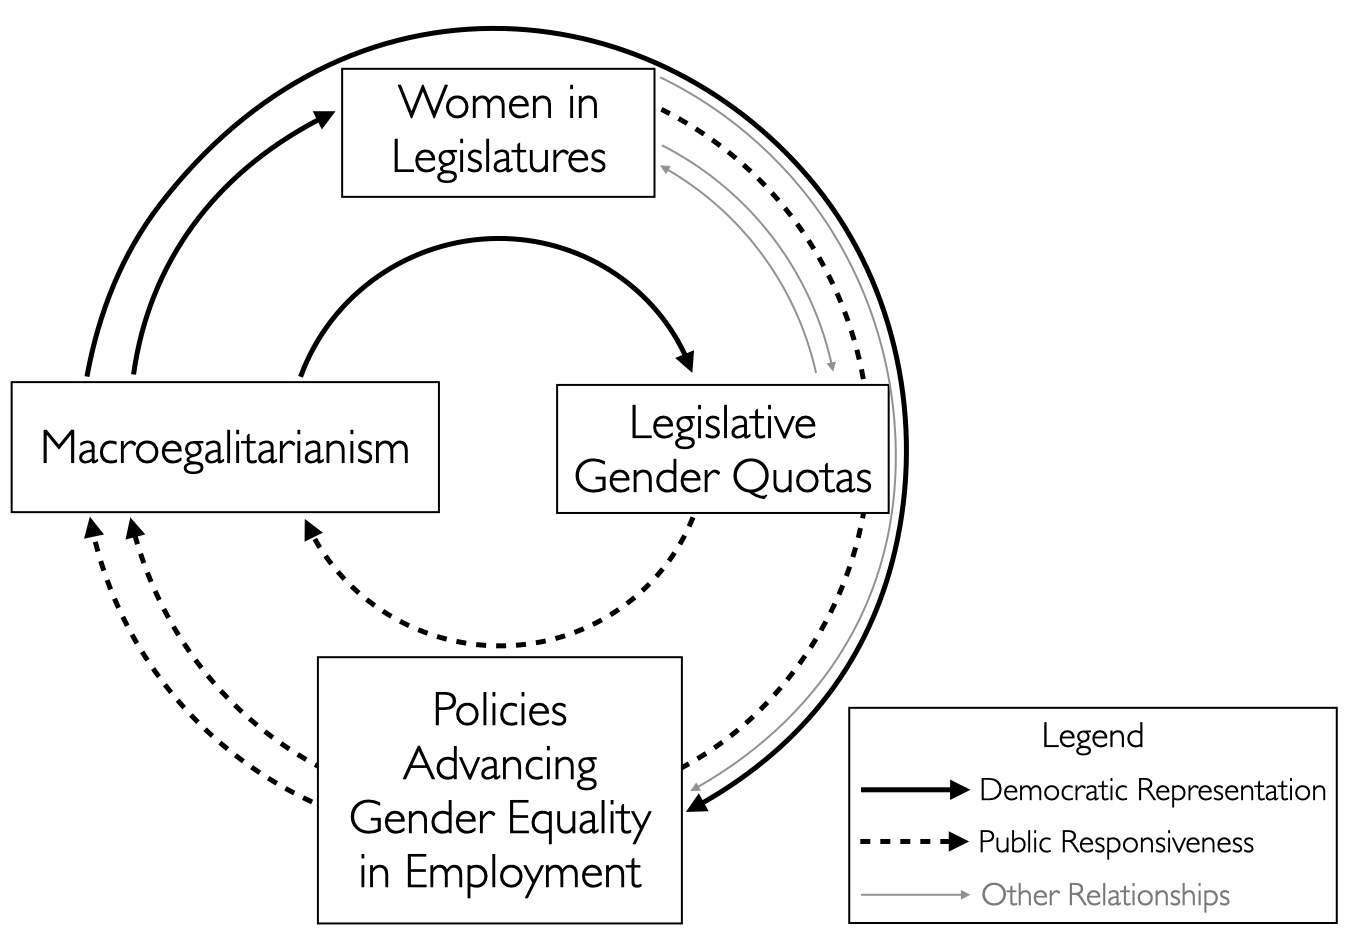 Women in
Legislatures
Macroegalitarianism
Legislative
Gender Quotas
Policies
Advancing
Gender Equality
in Employment
Legend
Democratic Representation
Public Responsiveness
Other Relationships